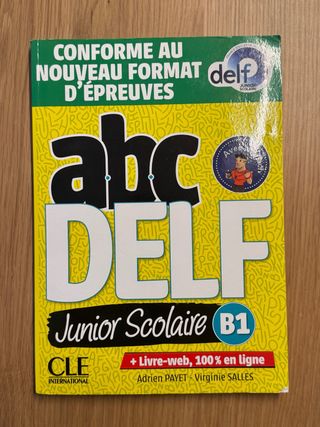 CONFORME AU
NOUVEAU FORMAT
D'ÉPREUVES
delf
JUNIOR
SCOLAIRE
abc
DELF
Junior Scolaire B1
+ Livre-web, 100 % en ligne
Adrien PAYET - Virginie SALLES
CLE
INTERNATIONAL